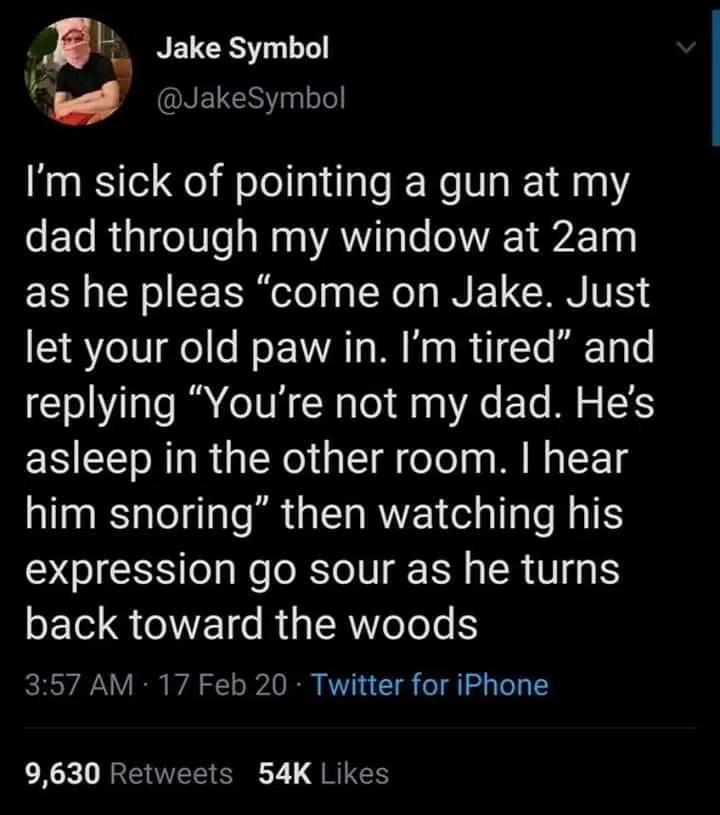 Jake Symbol
@JakeSymbol
I'm sick of pointing a gun at my
dad through my window at 2am
as he pleas “come on Jake. Just
let your old paw in. I'm tired” and
replying “You're not my dad. He's
asleep in the other room. I hear
him snoring” then watching his
expression go sour as he turns
back toward the woods
3:57 AM · 17 Feb 20 · Twitter for iPhone
9,630 Retweets 54K Likes